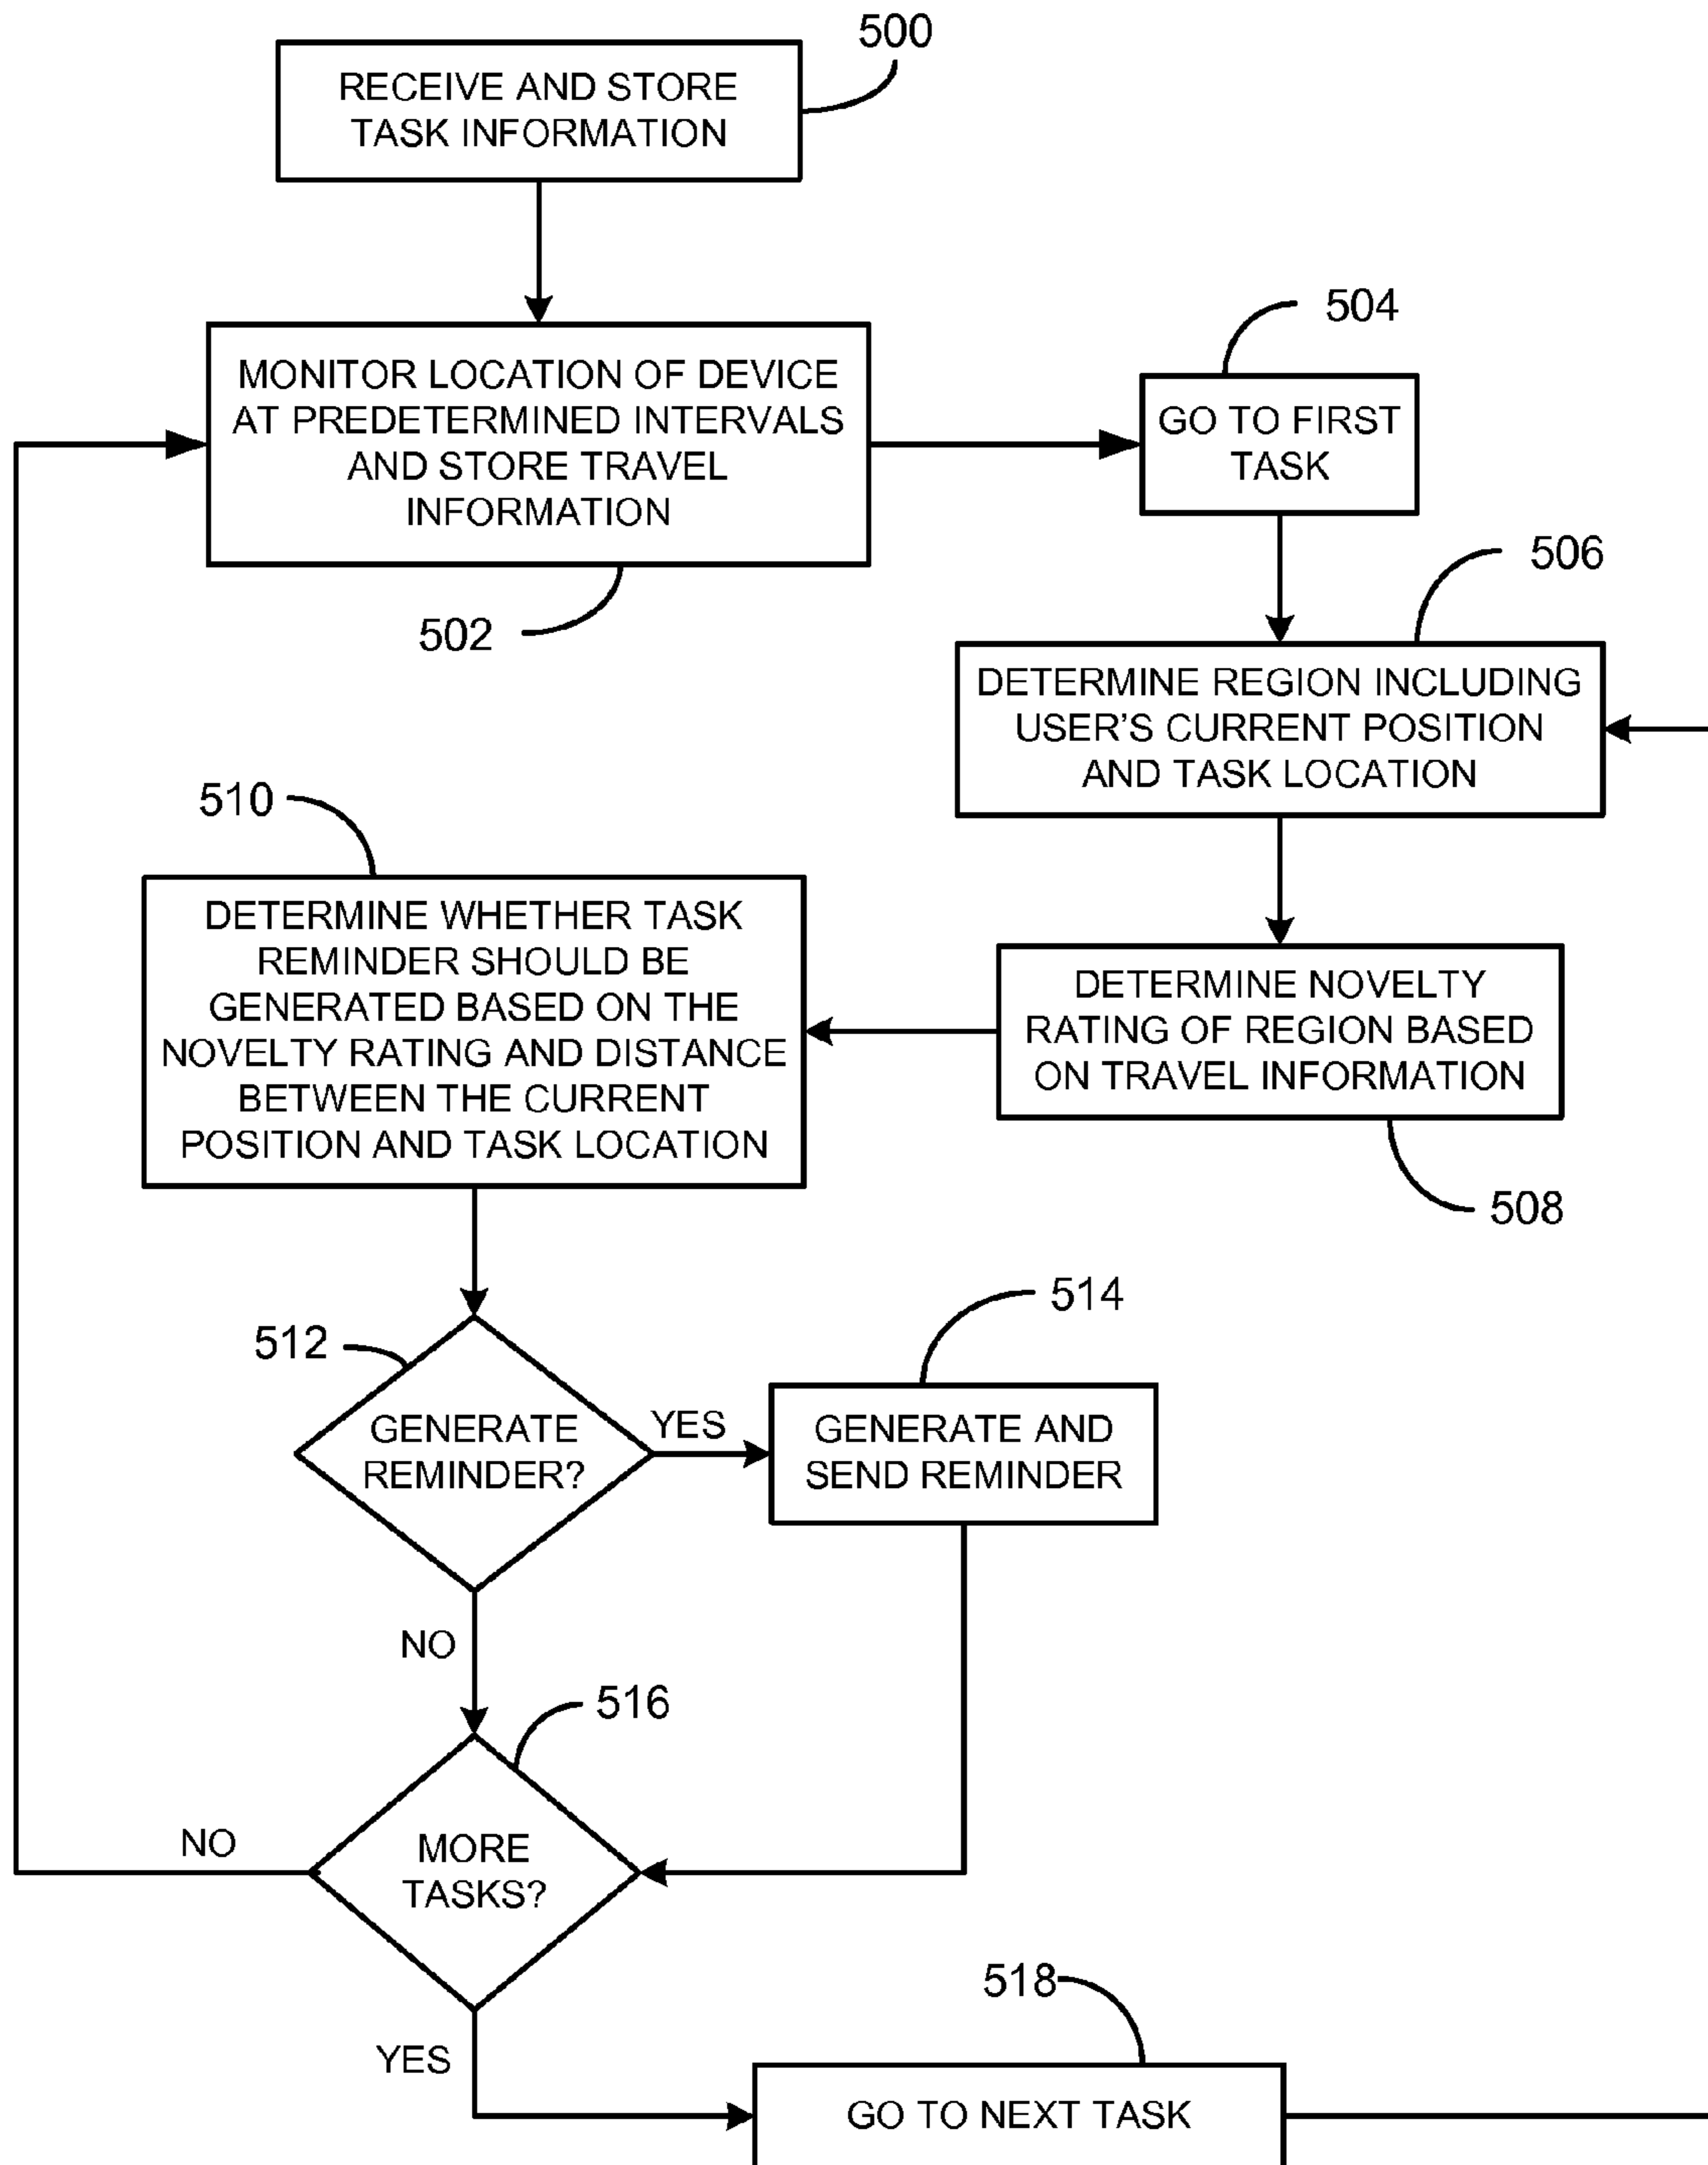 500
RECEIVE AND STORE
TASK INFORMATION
504
MONITOR LOCATION OF DEVICE
AT PREDETERMINED INTERVALS
AND STORE TRAVEL
INFORMATION
GO TO FIRST
TASK
502
506
DETERMINE REGION INCLUDING
USER'S CURRENT POSITION
AND TASK LOCATION
510
DETERMINE WHETHER TASK
REMINDER SHOULD BE
GENERATED BASED ON THE
NOVELTY RATING AND DISTANCE
BETWEEN THE CURRENT
POSITION AND TASK LOCATION
DETERMINE NOVELTY
RATING OF REGION BASED
ON TRAVEL INFORMATION
508
512
GENERATE
REMINDER?
YES
514
GENERATE AND
SEND REMINDER
NO
516
MORE
TASKS?
NO
YES
518
GO TO NEXT TASK